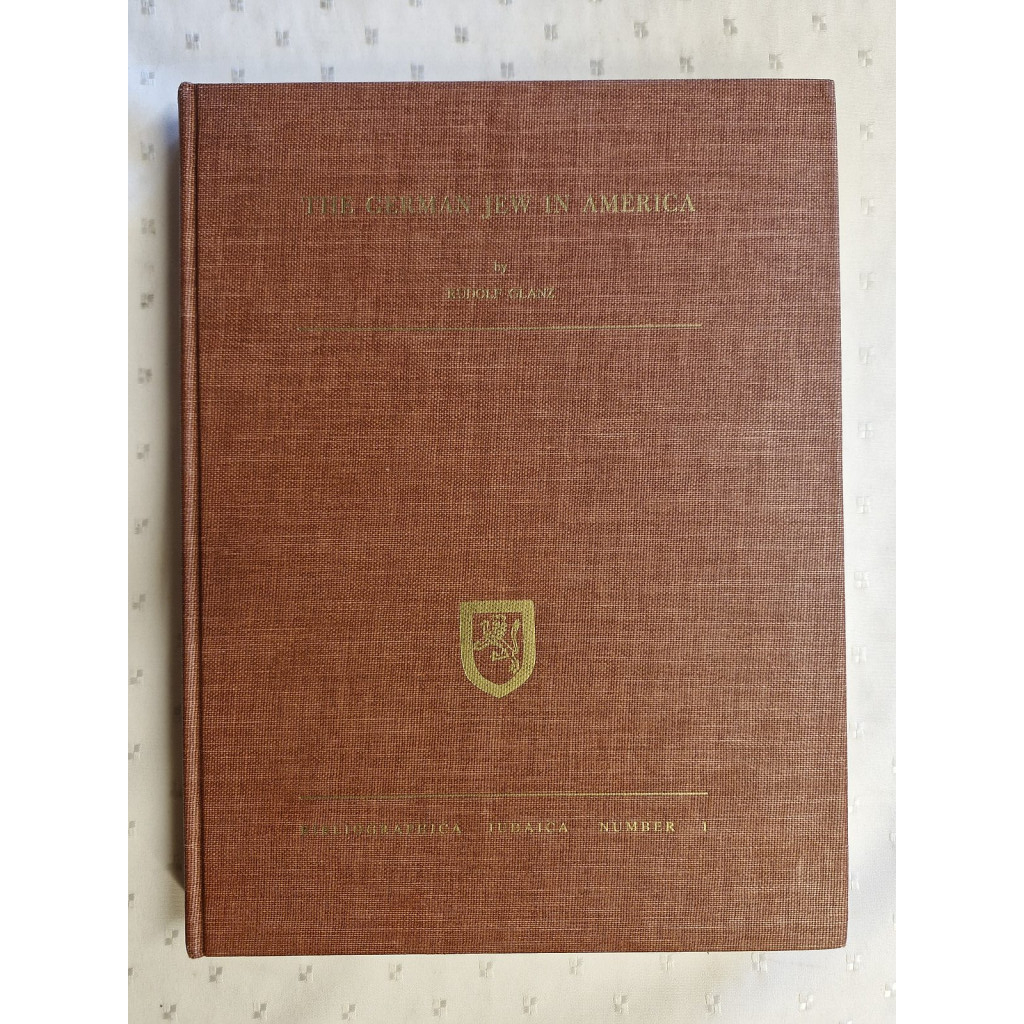 THE GERMAN JEW IN AMERICA
by
RUDOLF GLANZ
BIBLIOGRAPHICA JUDAICA NUMBER 1